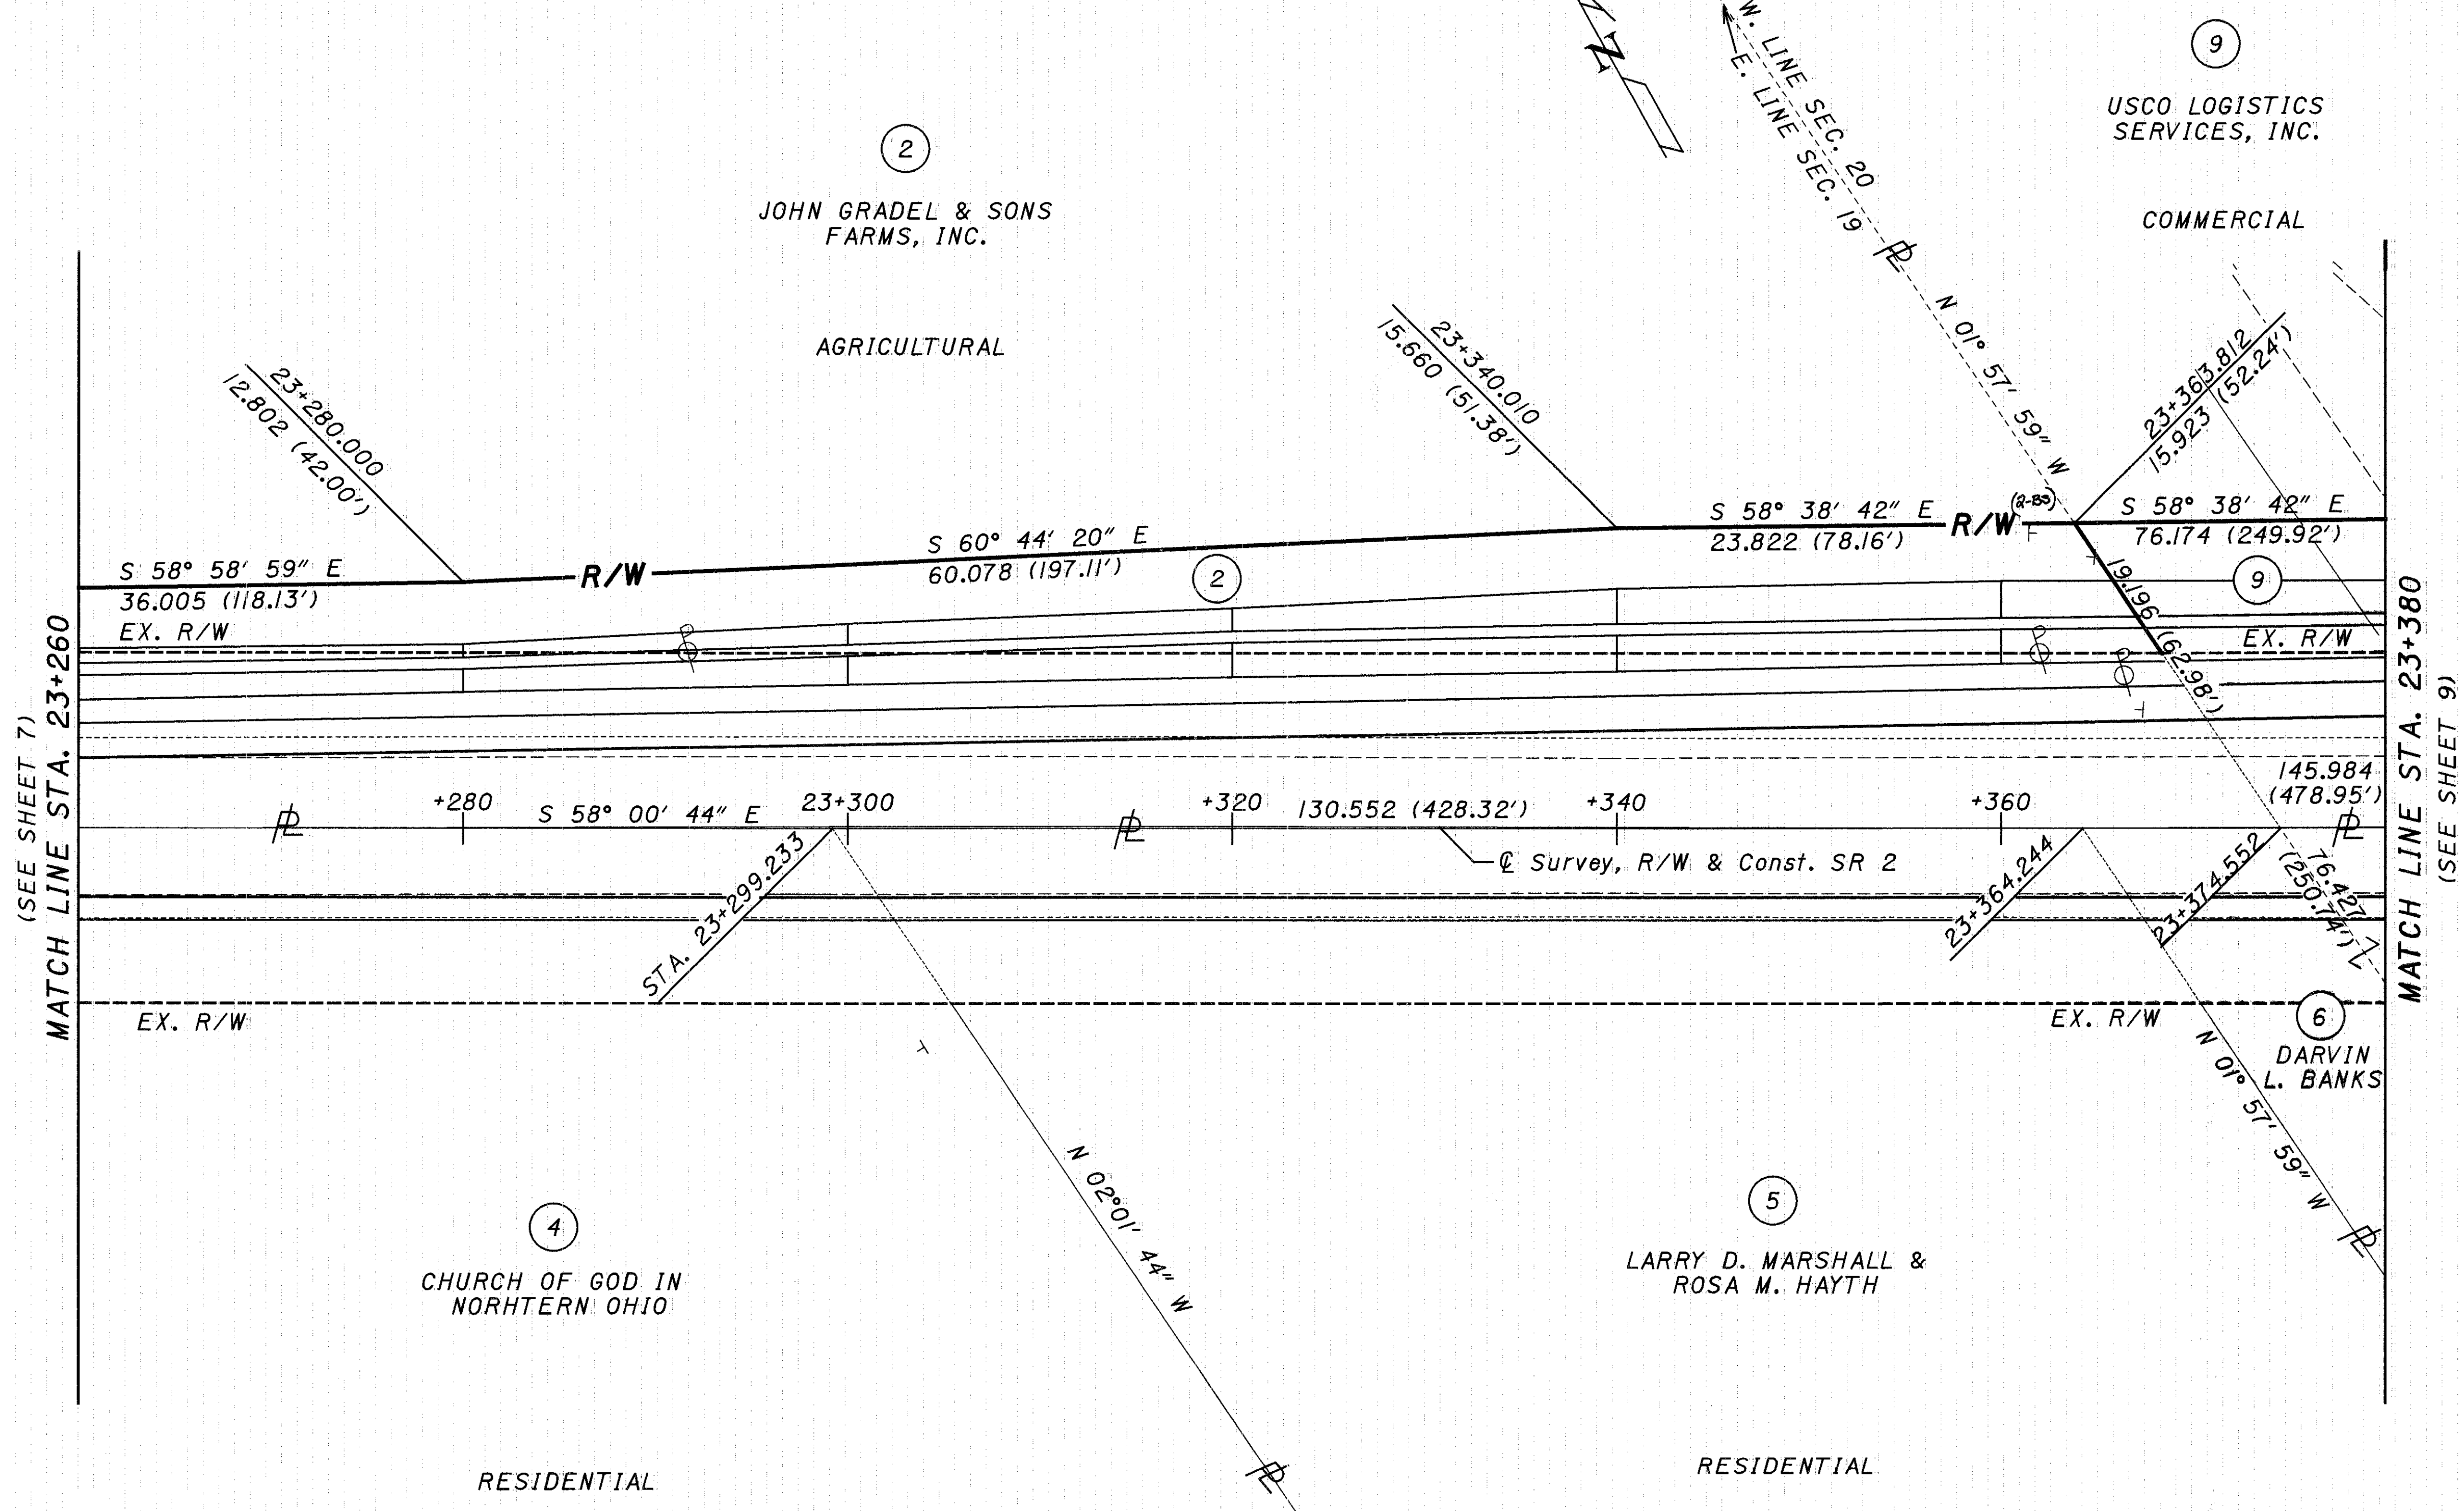 N
W. LINE SEC. 20
E. LINE SEC. 19
9
USCO LOGISTICS
SERVICES, INC.
COMMERCIAL
2
JOHN GRADEL & SONS
FARMS, INC.
AGRICULTURAL
23+280.000
12.802 (42.00')
23+340.010
15.660 (51.38')
N 01° 57' 59" W
23+363.812
15.923 (52.24')
S 58° 58' 59" E
36.005 (118.13')
EX. R/W
R/W
S 60° 44' 20" E
60.078 (197.11')
2
S 58° 38' 42" E
23.822 (78.16')
R/W
(2-BS)
S 58° 38' 42" E
76.174 (249.92')
19.196 (62.98')
9
EX. R/W
(SEE SHEET 7)
MATCH LINE STA. 23+260
MATCH LINE STA. 23+380
(SEE SHEET 9)
PL
+280
S 58° 00' 44" E
23+300
PL
+320
130.552 (428.32')
+340
+360
145.984
(478.95')
PL
CL Survey, R/W & Const. SR 2
STA. 23+299.233
23+364.244
23+374.552
76.427
(250.74')
EX. R/W
EX. R/W
6
DARVIN
L. BANKS
N 01° 57' 59" W
PL
N 02°01' 44" W
PL
4
CHURCH OF GOD IN
NORHTERN OHIO
RESIDENTIAL
5
LARRY D. MARSHALL &
ROSA M. HAYTH
RESIDENTIAL